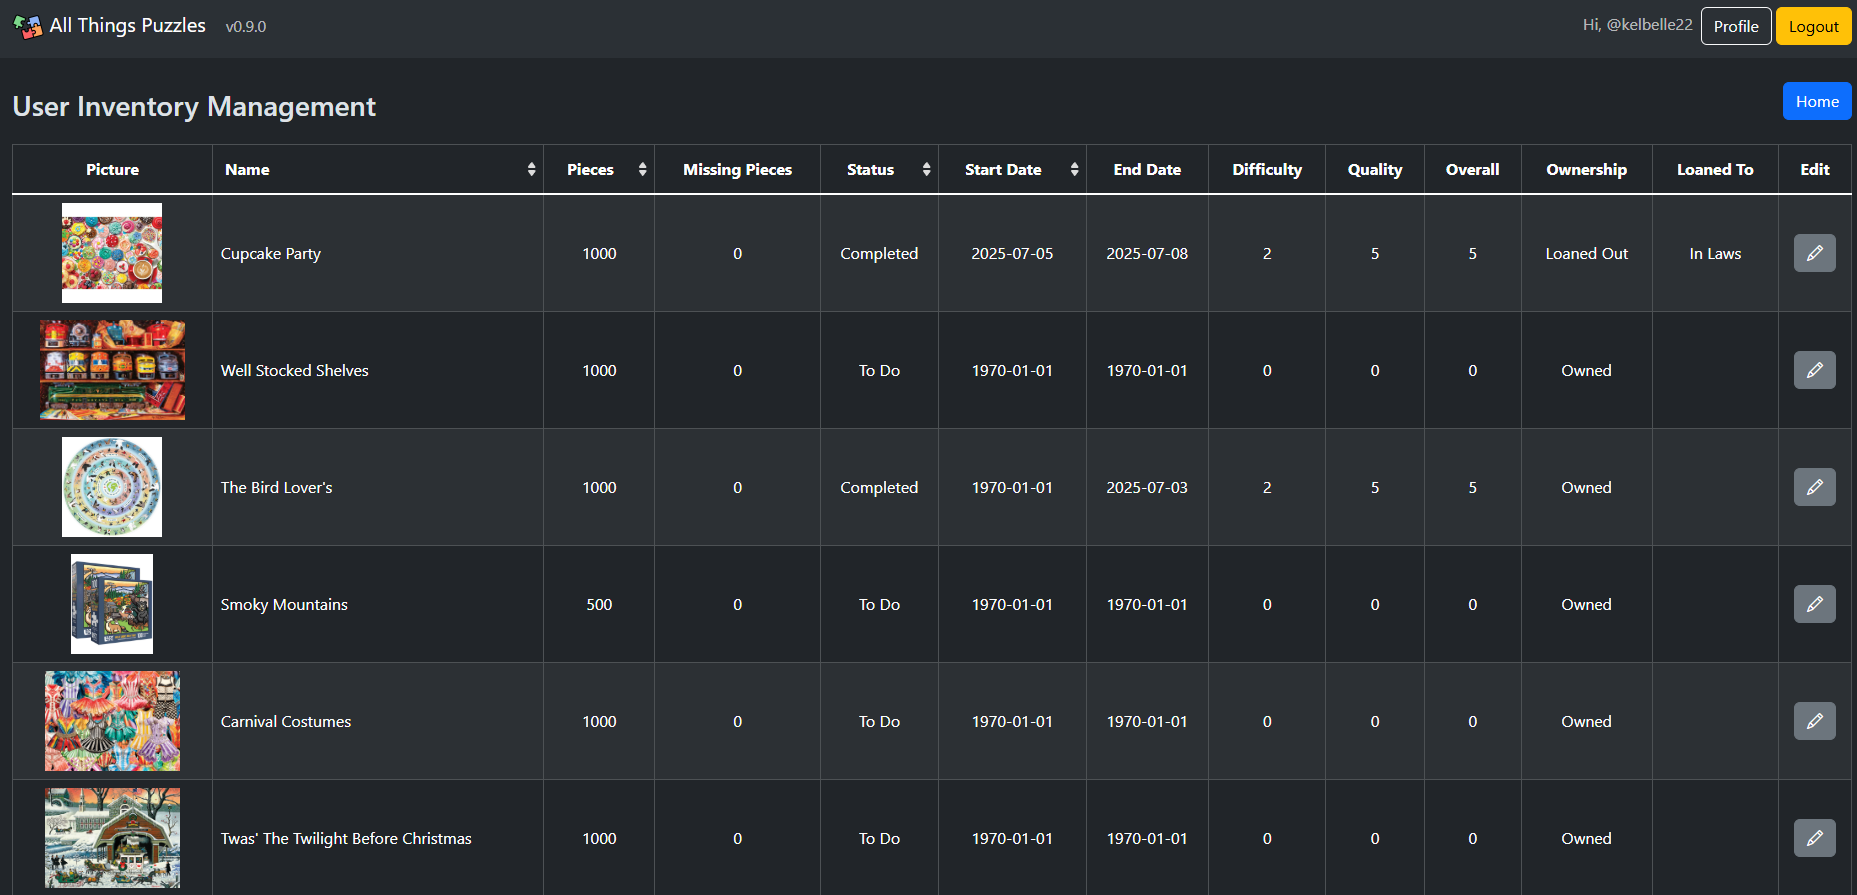 All Things Puzzles v0.9.0 Hi, @kelbelle22 Profile Logout
User Inventory Management Home
Picture Name Pieces Missing Pieces Status Start Date End Date Difficulty Quality Overall Ownership Loaned To Edit
Cupcake Party 1000 0 Completed 2025-07-05 2025-07-08 2 5 5 Loaned Out In Laws
Well Stocked Shelves 1000 0 To Do 1970-01-01 1970-01-01 0 0 0 Owned
The Bird Lover's 1000 0 Completed 1970-01-01 2025-07-03 2 5 5 Owned
Smoky Mountains 500 0 To Do 1970-01-01 1970-01-01 0 0 0 Owned
Carnival Costumes 1000 0 To Do 1970-01-01 1970-01-01 0 0 0 Owned
Twas' The Twilight Before Christmas 1000 0 To Do 1970-01-01 1970-01-01 0 0 0 Owned